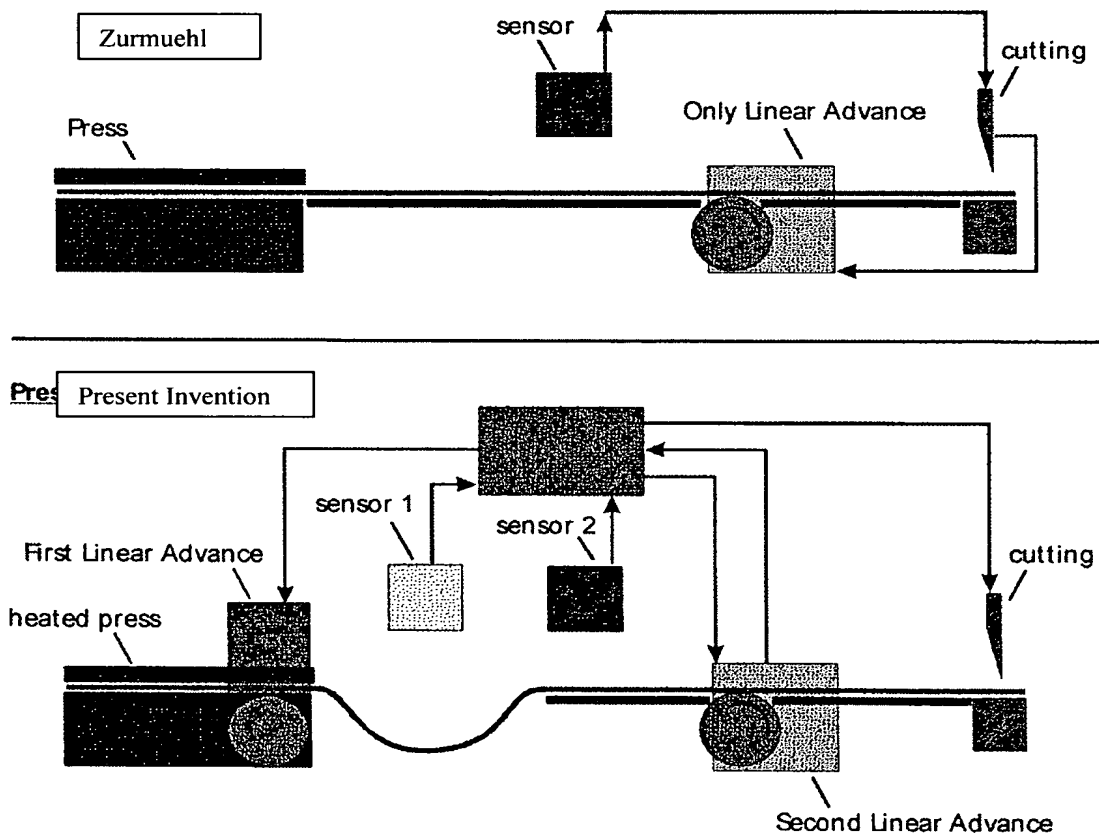 Zurmuehl
sensor
cutting
Press
Only Linear Advance
Pres
Present Invention
sensor 1
sensor 2
First Linear Advance
cutting
heated press
Second Linear Advance